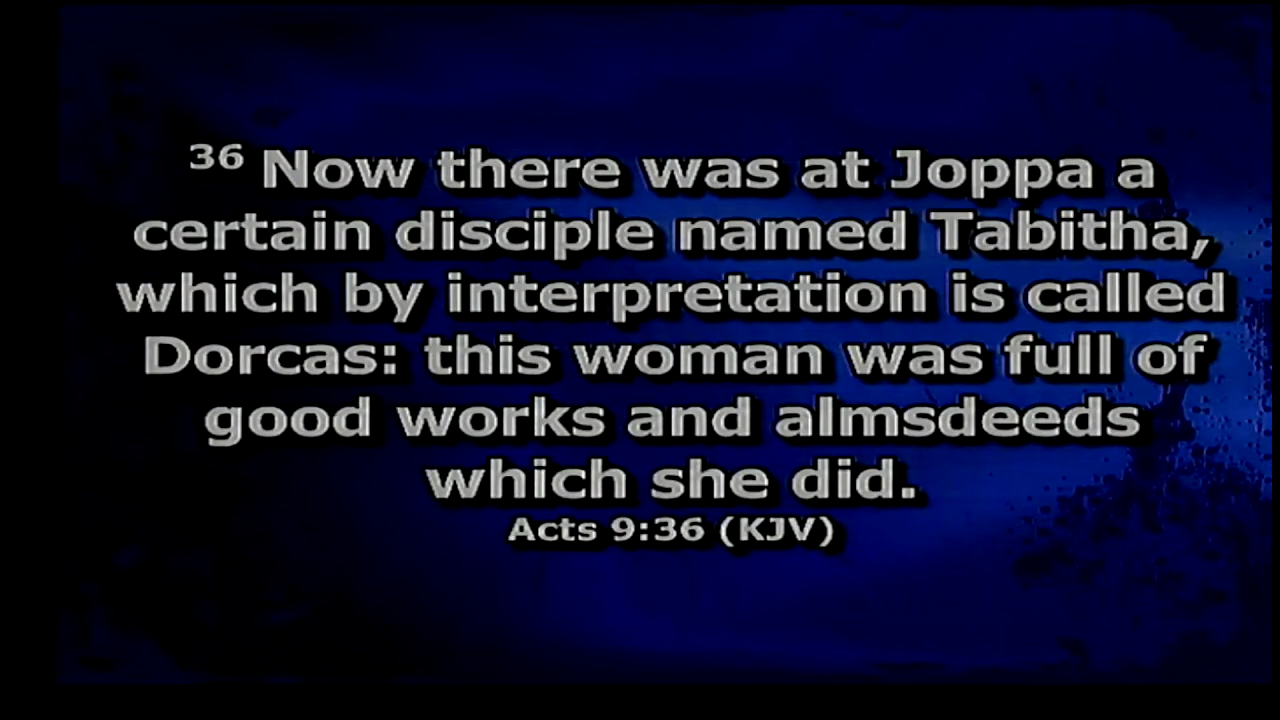 36 Now there was at Joppa a
certain disciple named Tabitha,
which by interpretation is called
Dorcas: this woman was full of
good works and almsdeeds
which she did.
Acts 9:36 (KJV)